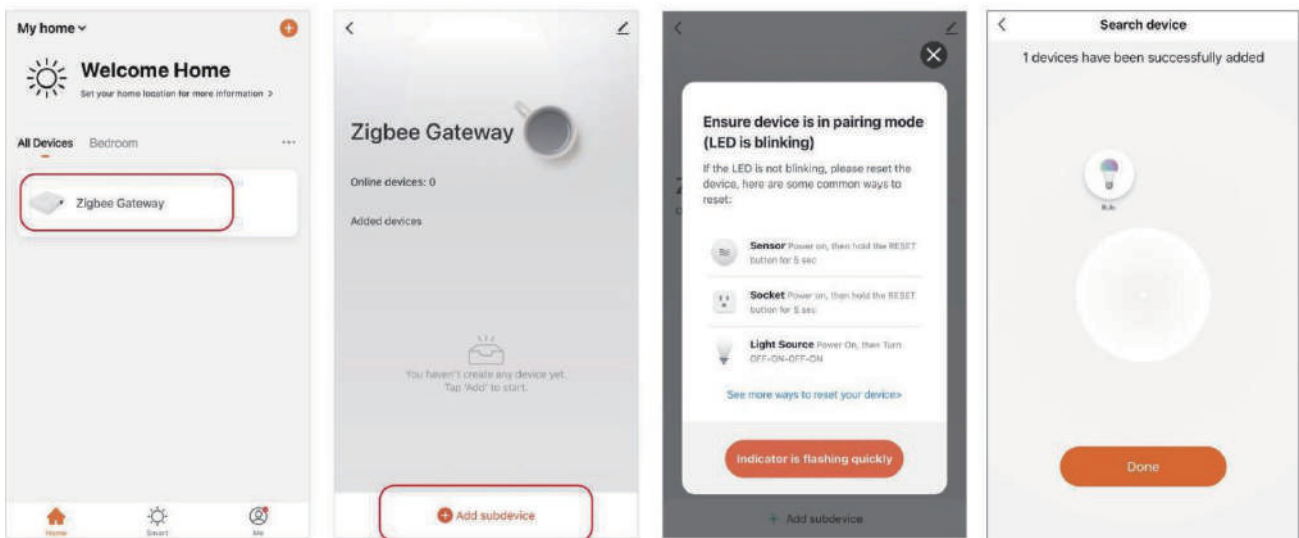 My home
Welcome Home
Set your home location for more information >
All Devices
Bedroom
Zigbee Gateway
Home
Smart
Me
Zigbee Gateway
Online devices: 0
Added devices
You haven't create any device yet.
Tap "Add" to start.
Add subdevice
Ensure device is in pairing mode
(LED is blinking)
If the LED is not blinking, please reset the
device, here are some common ways to
reset:
Sensor Power on, then hold the RESET
button for 5 sec
Socket Power on, then hold the RESET
button for 5 sec
Light Source Power On, then Turn
OFF-ON-OFF-ON
See more ways to reset your device>
Indicator is flashing quickly
Add subdevice
Search device
1 devices have been successfully added
Done